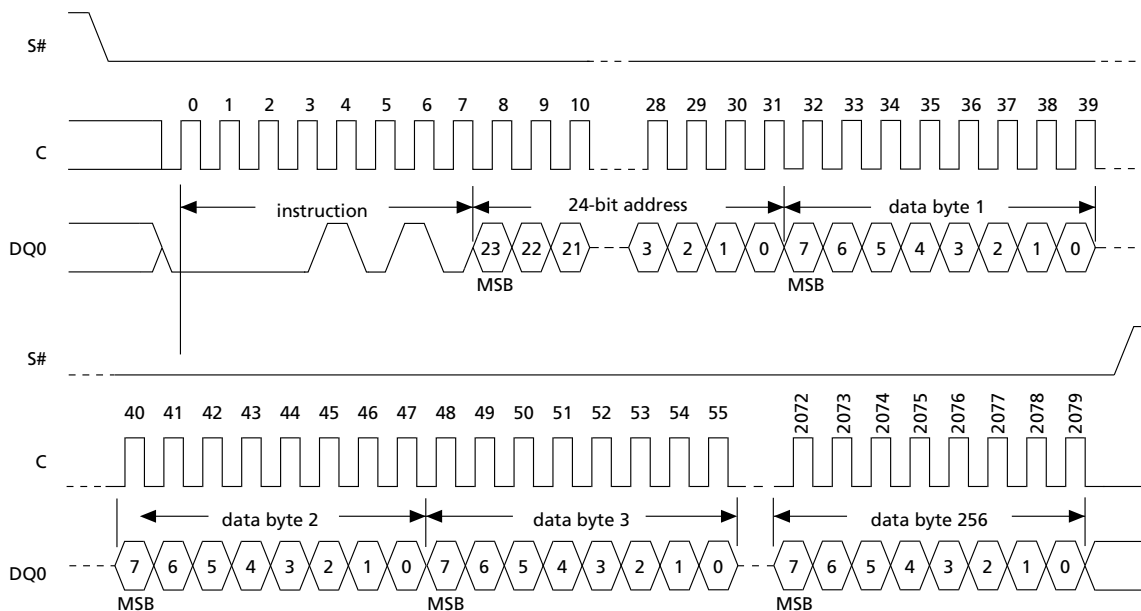 S#
0 1 2 3 4 5 6 7 8 9 10 28 29 30 31 32 33 34 35 36 37 38 39
C
instruction 24-bit address data byte 1
DQ0 23 22 21 3 2 1 0 7 6 5 4 3 2 1 0
MSB MSB
S#
40 41 42 43 44 45 46 47 48 49 50 51 52 53 54 55 2072 2073 2074 2075 2076 2077 2078 2079
C
data byte 2 data byte 3 data byte 256
DQ0 7 6 5 4 3 2 1 0 7 6 5 4 3 2 1 0 7 6 5 4 3 2 1 0
MSB MSB MSB